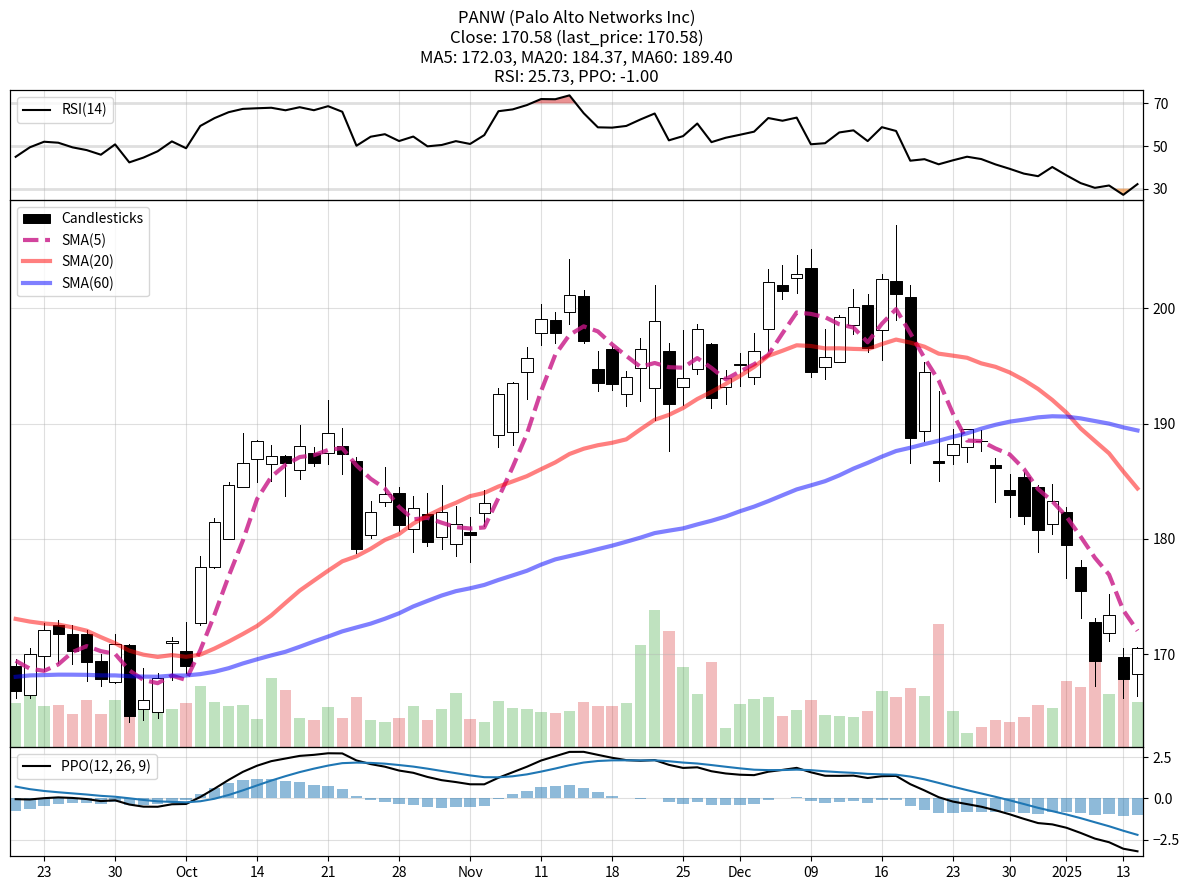 PANW (Palo Alto Networks Inc)
Close: 170.58 (last_price: 170.58)
MA5: 172.03, MA20: 184.37, MA60: 189.40
RSI: 25.73, PPO: -1.00
RSI(14)
70
50
30
Candlesticks
SMA(5)
SMA(20)
SMA(60)
200
190
180
170
PPO(12, 26, 9)
2.5
0.0
−2.5
23 30 Oct 14 21 28 Nov 11 18 25 Dec 09 16 23 30 2025 13